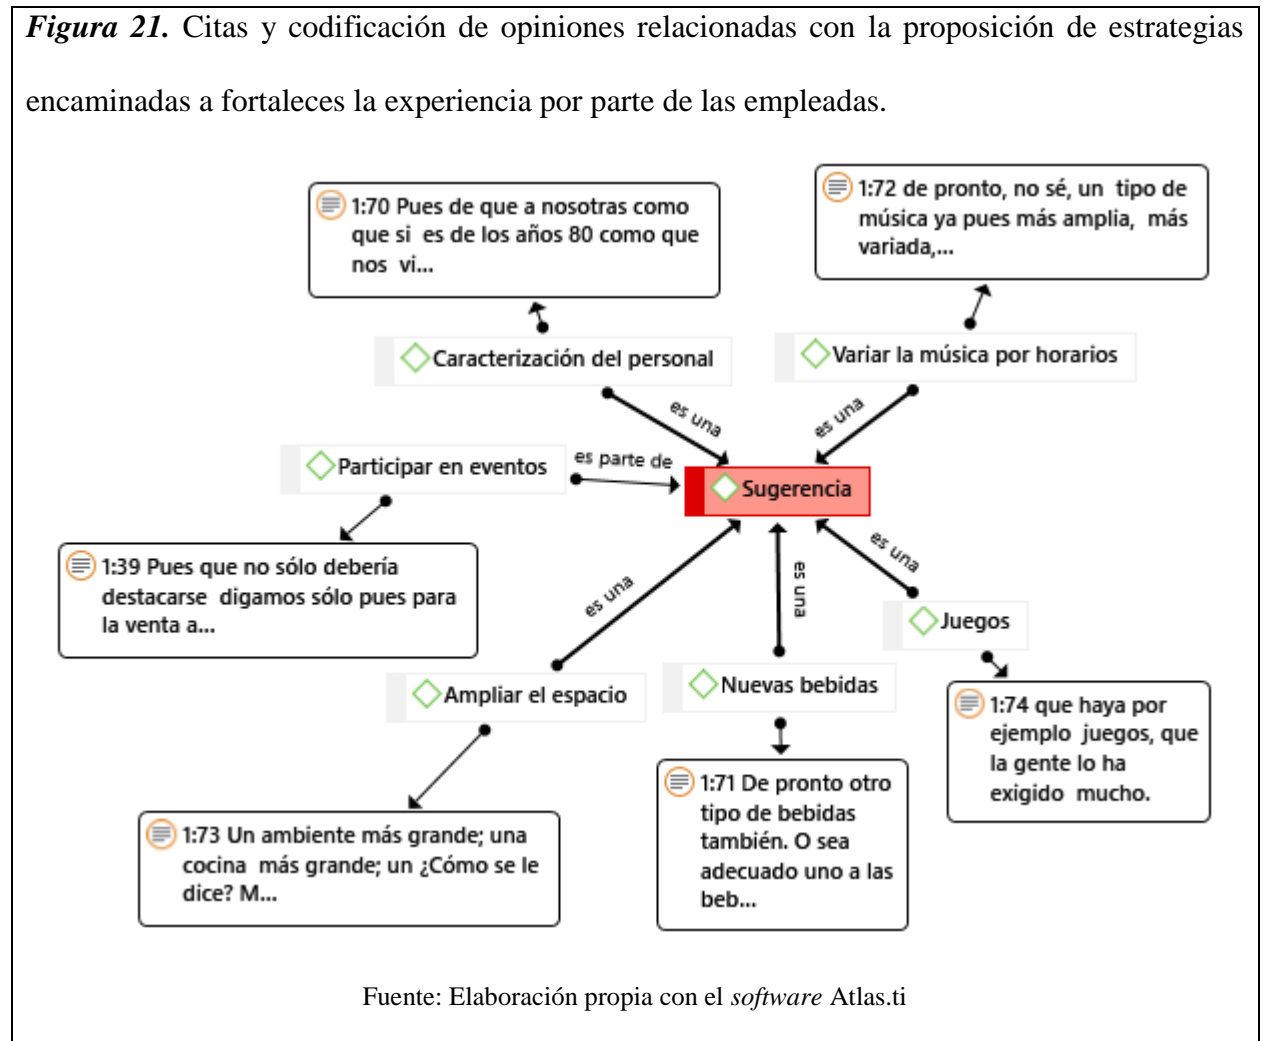 Figura 21. Citas y codificación de opiniones relacionadas con la proposición de estrategias
encaminadas a fortaleces la experiencia por parte de las empleadas.
1:70 Pues de que a nosotras como
que si es de los años 80 como que
nos vi...
1:72 de pronto, no sé, un tipo de
música ya pues más amplia, más
variada,...
Caracterización del personal
Variar la música por horarios
es una
es una
Participar en eventos
es parte de
Sugerencia
1:39 Pues que no sólo debería
destacarse digamos sólo pues para
la venta a...
es una
es una
es una
Juegos
Ampliar el espacio
Nuevas bebidas
1:74 que haya por
ejemplo juegos, que
la gente lo ha
exigido mucho.
1:71 De pronto otro
tipo de bebidas
también. O sea
adecuado uno a las
beb...
1:73 Un ambiente más grande; una
cocina más grande; un ¿Cómo se le
dice? M...
Fuente: Elaboración propia con el software Atlas.ti